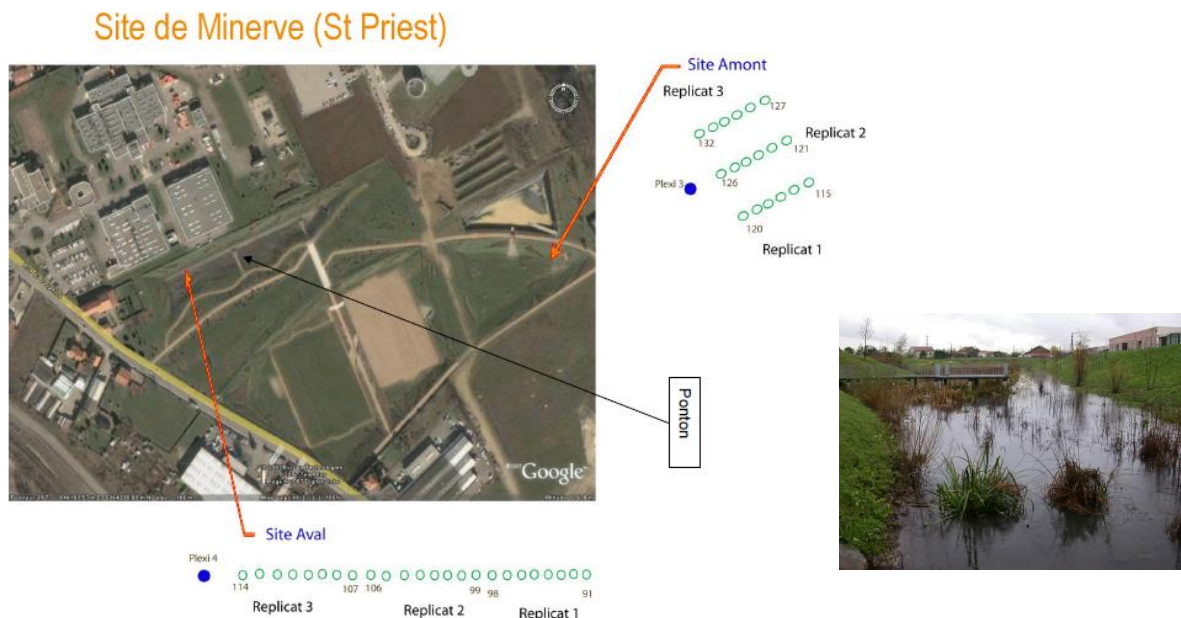 Site de Minerve (St Priest)
Site Amont
Replicat 3
127
132
Replicat 2
121
126
Plexi 3
115
120
Replicat 1
Ponton
Google
Site Aval
Plexi 4
114
107
106
99
98
91
Replicat 3
Replicat 2
Replicat 1